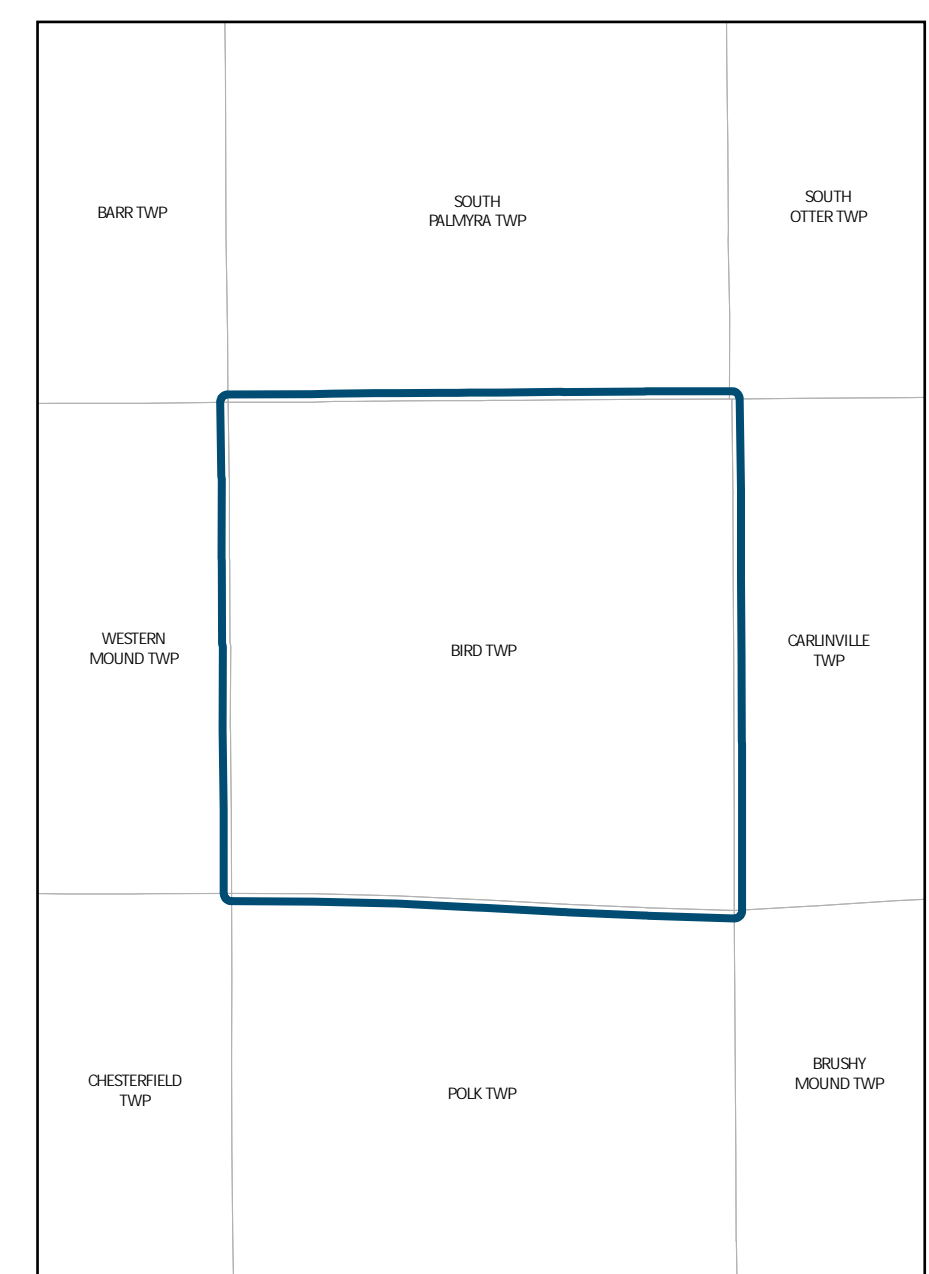 BARR TWP
SOUTH
PALMYRA TWP
SOUTH
OTTER TWP
WESTERN
MOUND TWP
BIRD TWP
CARLINVILLE
TWP
CHESTERFIELD
TWP
POLK TWP
BRUSHY
MOUND TWP